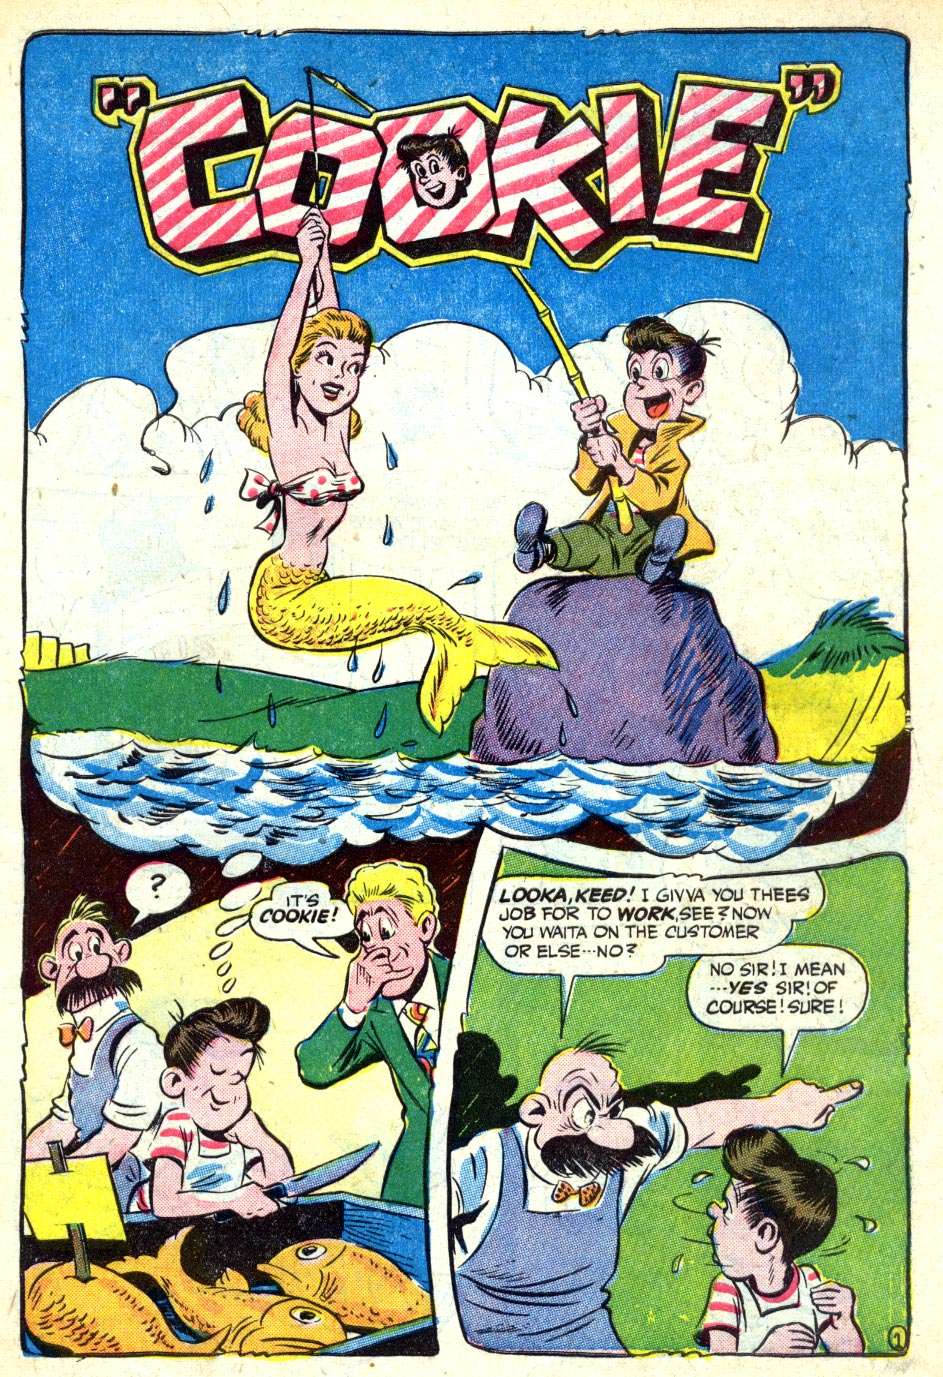 "COOKIE"
?
IT'S
COOKIE!
LOOKA, KEED! I GIVVA YOU THEES
JOB FOR TO WORK, SEE? NOW
YOU WAITA ON THE CUSTOMER
OR ELSE---NO?
NO SIR! I MEAN
---YES SIR! OF
COURSE! SURE!
1